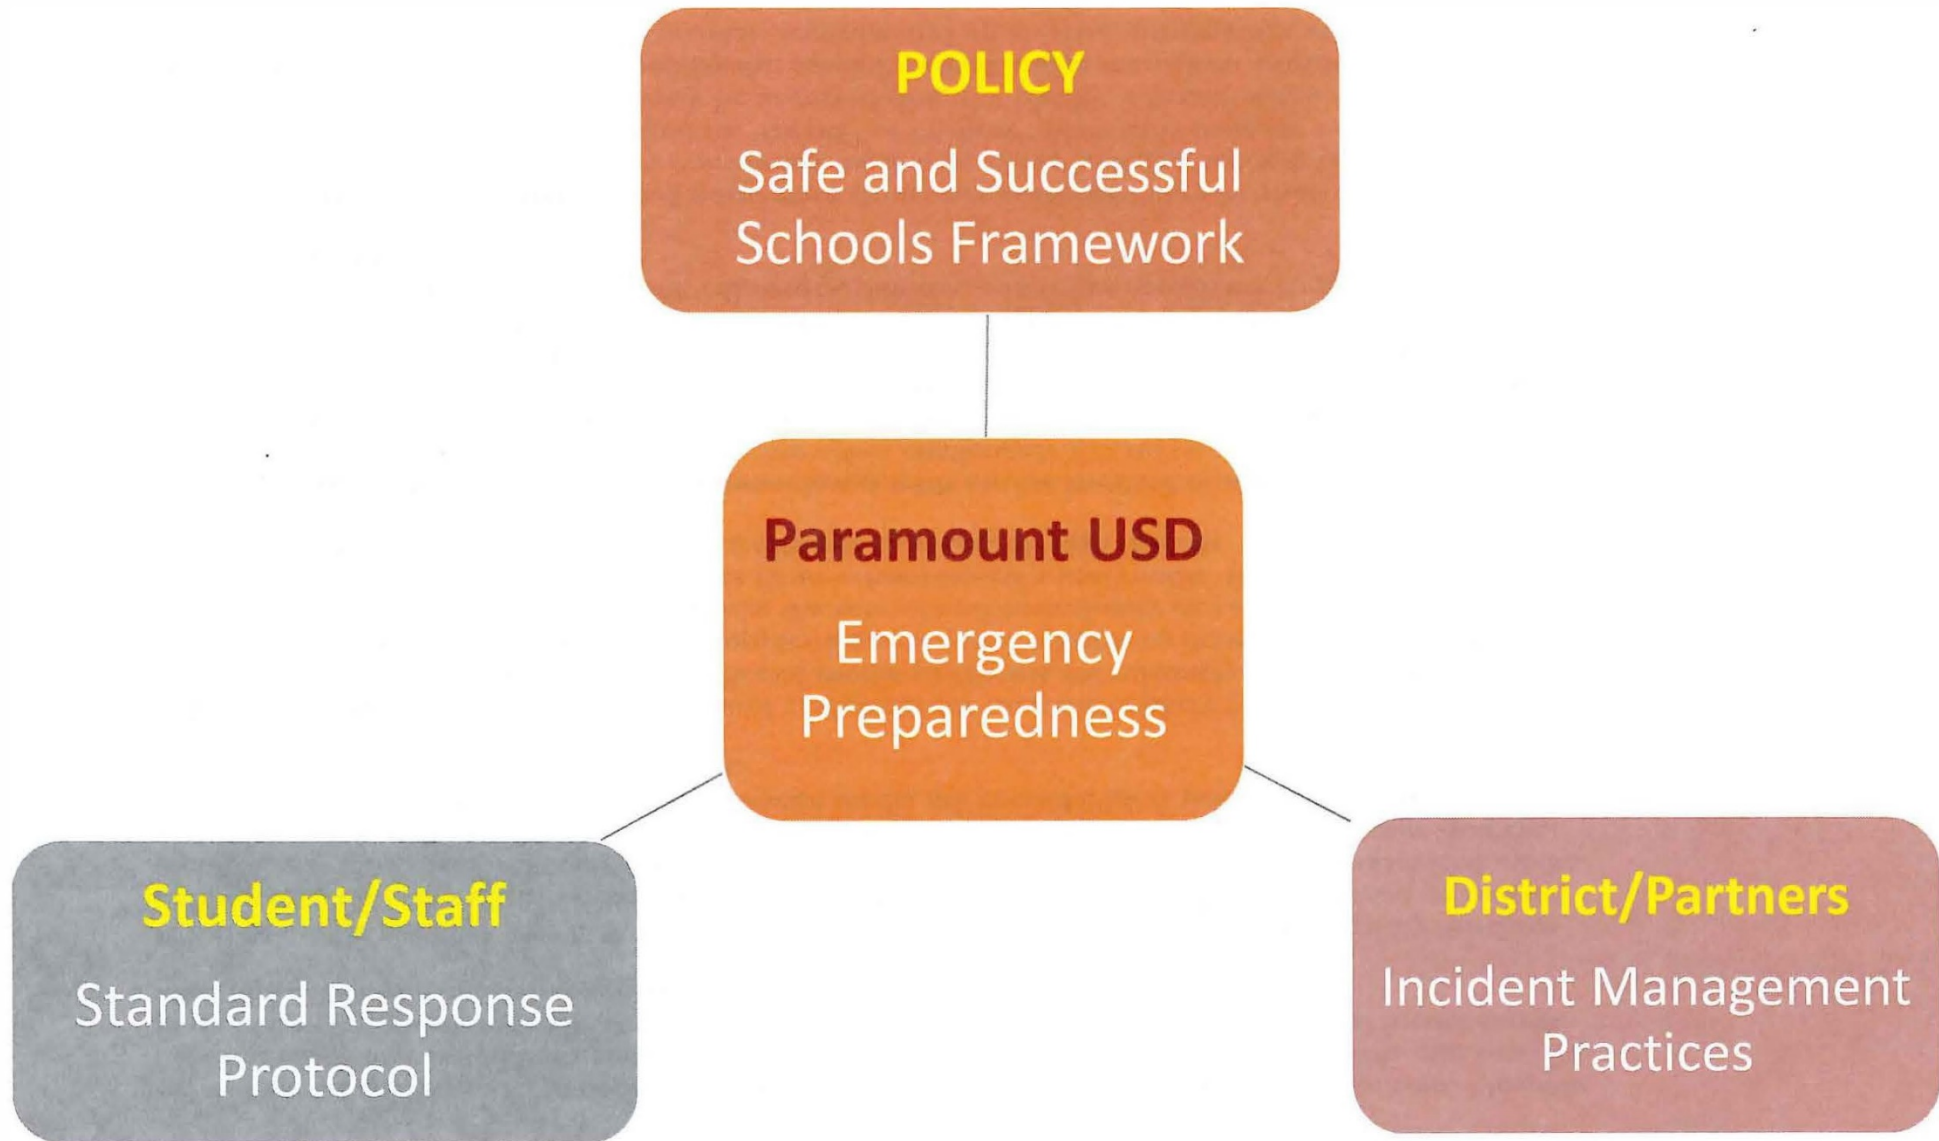 POLICY
Safe and Successful
Schools Framework
Paramount USD
Emergency
Preparedness
Student/Staff
Standard Response
Protocol
District/Partners
Incident Management
Practices